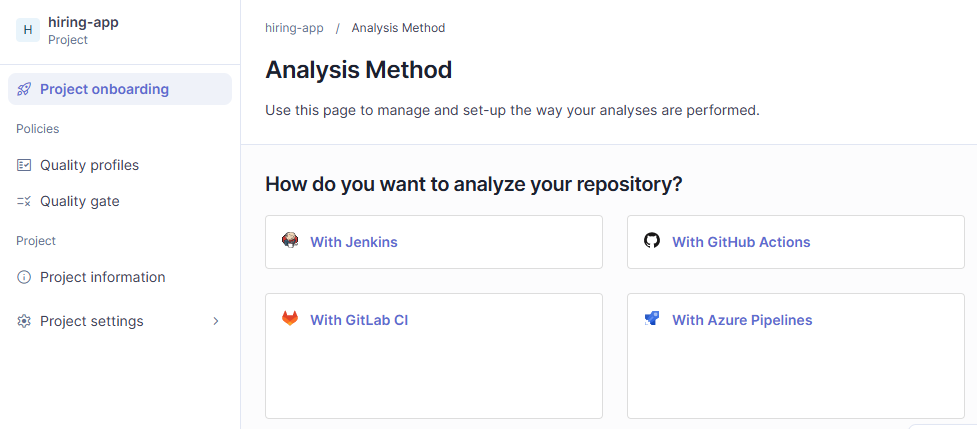 H
hiring-app
Project
Project onboarding
Policies
Quality profiles
Quality gate
Project
Project information
Project settings
hiring-app / Analysis Method
Analysis Method
Use this page to manage and set-up the way your analyses are performed.
How do you want to analyze your repository?
With Jenkins
With GitHub Actions
With GitLab CI
With Azure Pipelines